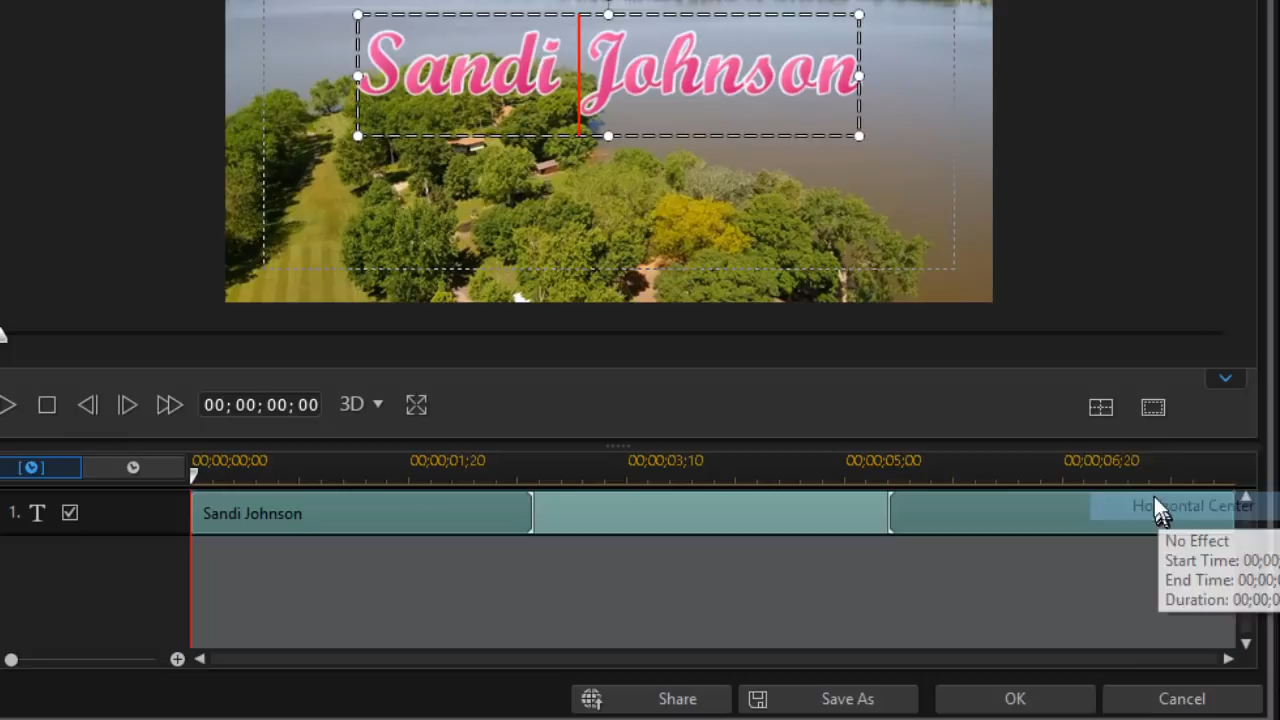 Sandi Johnson
00;00;00;00
3D
00;00;00;00 00;00;01;20 00;00;03;10 00;00;05;00 00;00;06;20
1. T Sandi Johnson
Horizontal Center
No Effect
Start Time: 00;00;
End Time: 00;00;
Duration: 00;00;0
Share Save As OK Cancel